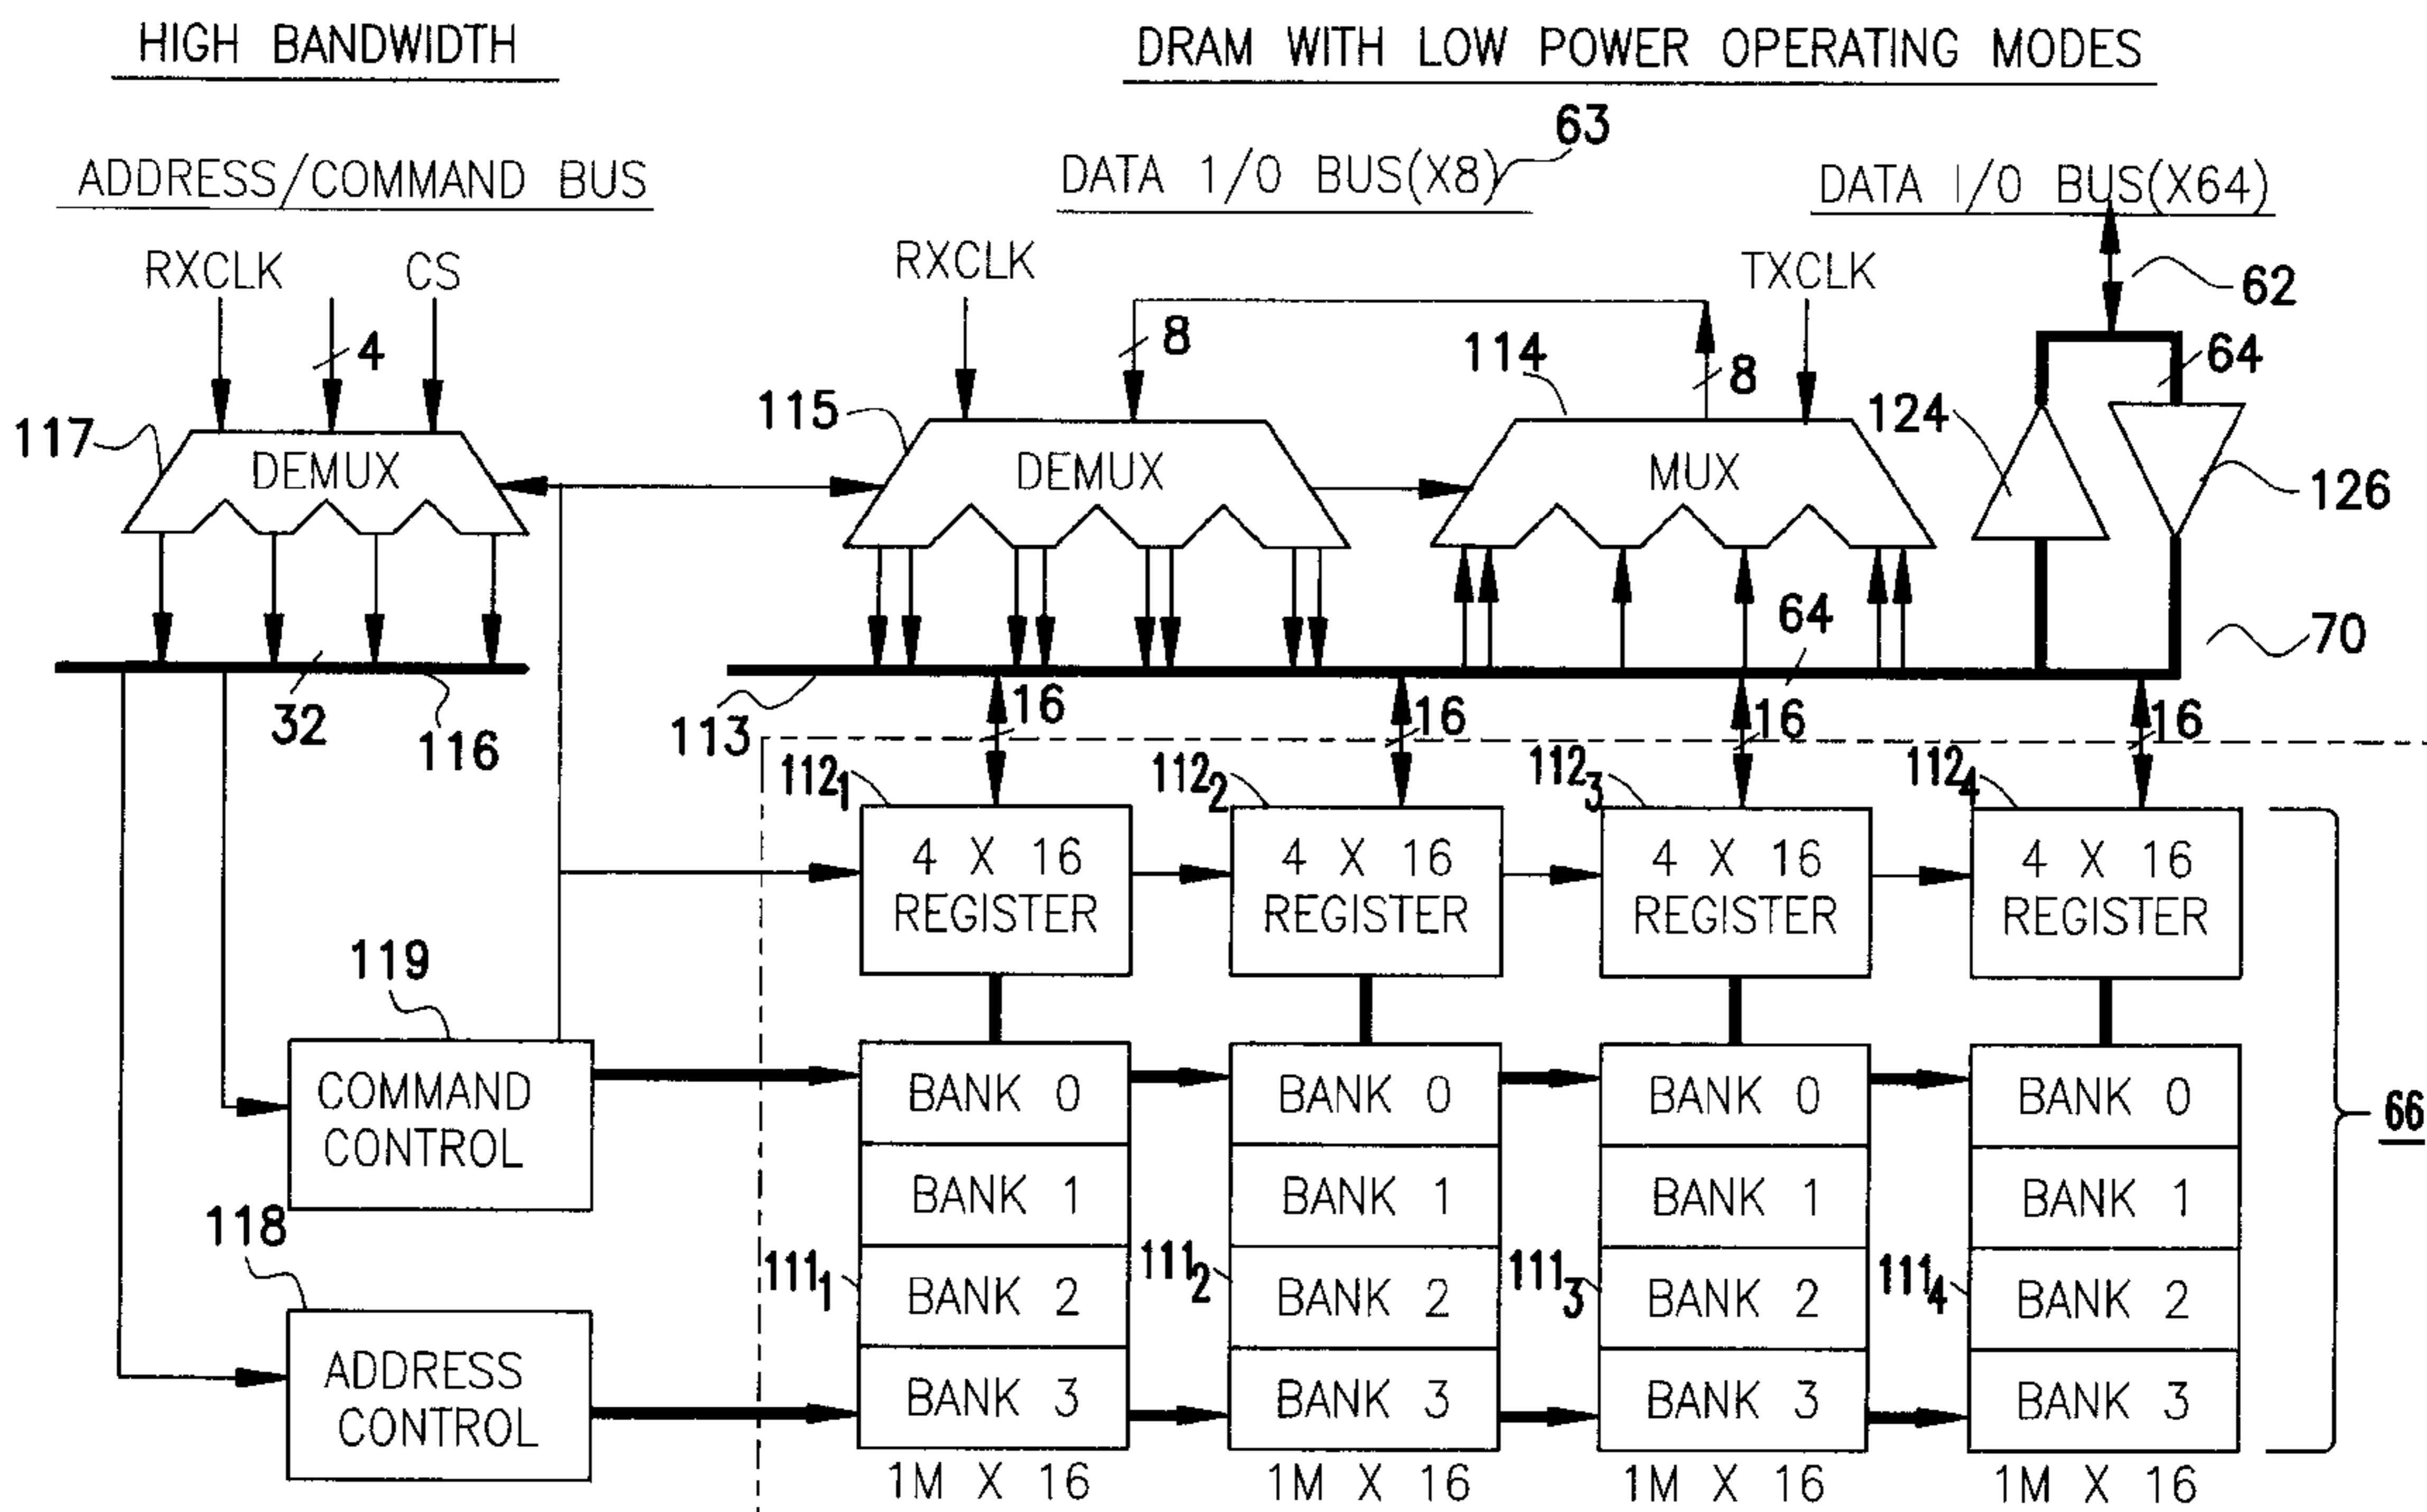 HIGH BANDWIDTH
DRAM WITH LOW POWER OPERATING MODES
63
ADDRESS/COMMAND BUS
DATA 1/0 BUS(X8)
DATA I/0 BUS(X64)
RXCLK
CS
RXCLK
TXCLK
62
4
8
114
8
64
117
115
124
DEMUX
DEMUX
MUX
126
64
70
32
116
113
16
16
16
16
112₁
112₂
112₃
112₄
4 X 16
REGISTER
4 X 16
REGISTER
4 X 16
REGISTER
4 X 16
REGISTER
119
COMMAND
CONTROL
BANK 0
BANK 0
BANK 0
BANK 0
66
BANK 1
BANK 1
BANK 1
BANK 1
118
111₁
111₂
111₃
111₄
BANK 2
BANK 2
BANK 2
BANK 2
ADDRESS
CONTROL
BANK 3
BANK 3
BANK 3
BANK 3
1M X 16
1M X 16
1M X 16
1M X 16